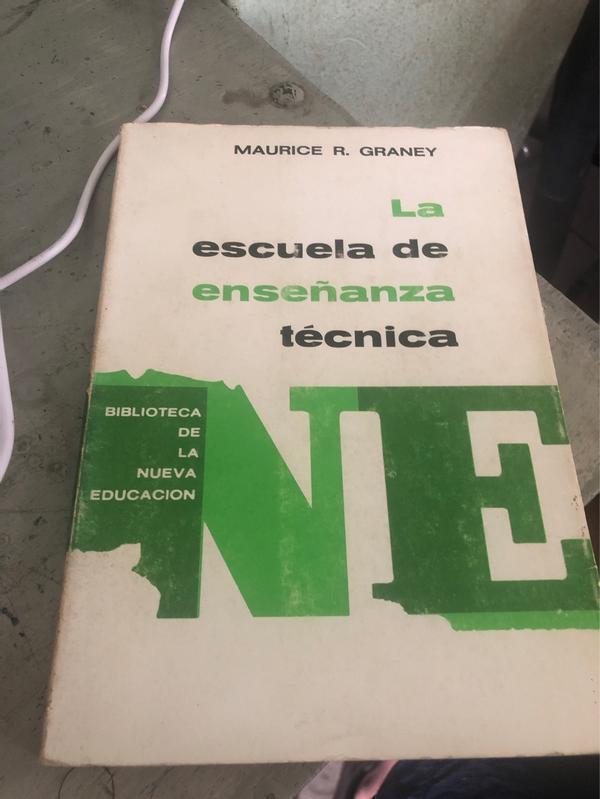 MAURICE R. GRANEY
La
escuela de
enseñanza
técnica
BIBLIOTECA
DE
LA
NUEVA
EDUCACION
NE